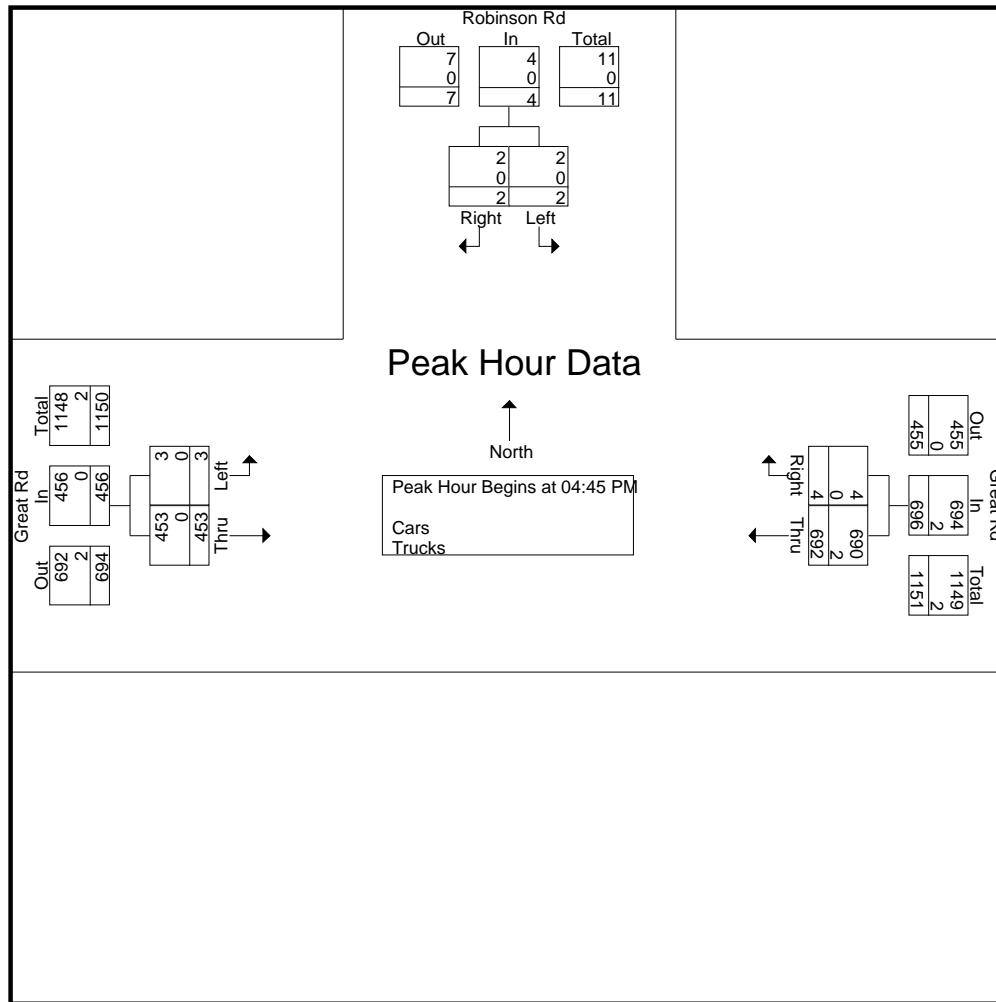 Robinson Rd
Out In Total
7 4 11
0 0 0
7 4 11
2 2
0 0
2 2
Right Left
Peak Hour Data
North
Peak Hour Begins at 04:45 PM
Cars
Trucks
Great Rd
Out In Total
692 456 1148
2 0 2
694 456 1150
Thru Left
453 3
0 0
453 3
Great Rd
Out In Total
455 694 1149
0 2 2
455 696 1151
Right Thru
4 690
0 2
4 692